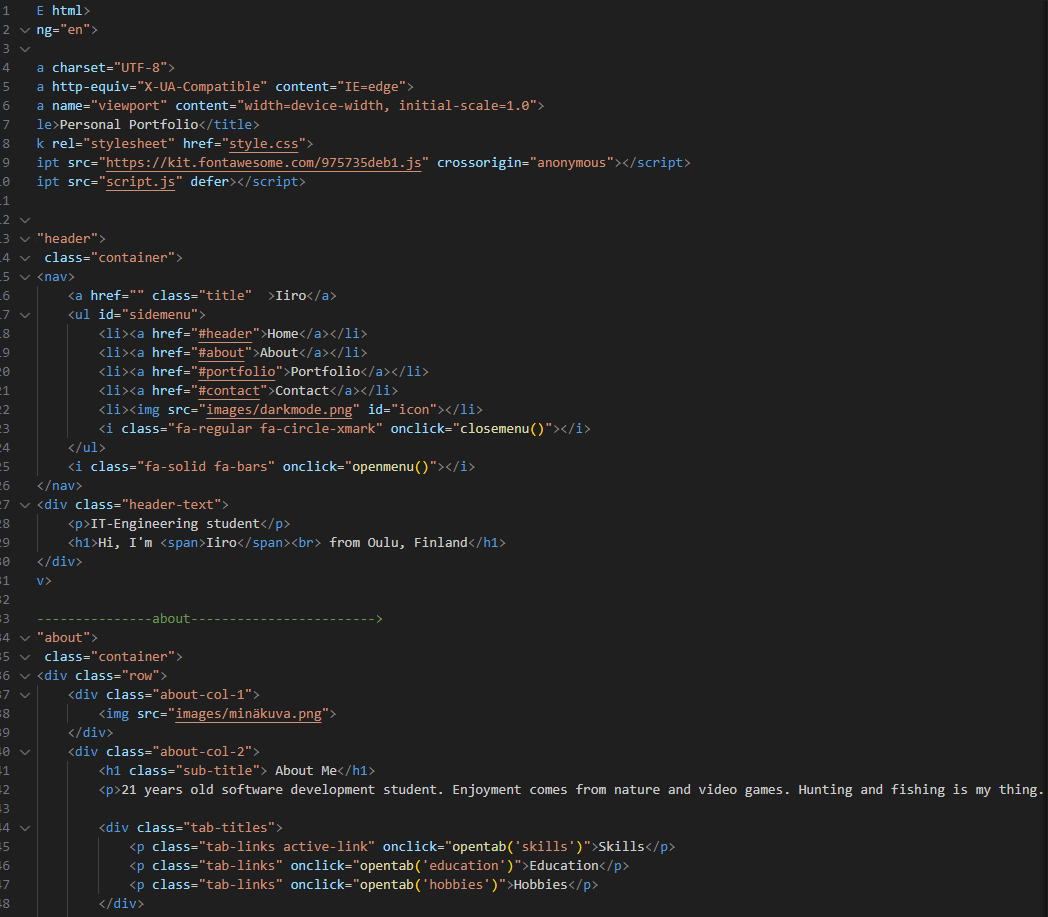 1 E html>
2 ng="en">
3
4 a charset="UTF-8">
5 a http-equiv="X-UA-Compatible" content="IE=edge">
6 a name="viewport" content="width=device-width, initial-scale=1.0">
7 le>Personal Portfolio</title>
8 k rel="stylesheet" href="style.css">
9 ipt src="https://kit.fontawesome.com/975735deb1.js" crossorigin="anonymous"></script>
.0 ipt src="script.js" defer></script>
.1
.2
.3 "header">
.4 class="container">
.5 <nav>
.6 <a href="" class="title"  >Iiro</a>
.7 <ul id="sidemenu">
.8 <li><a href="#header">Home</a></li>
.9 <li><a href="#about">About</a></li>
20 <li><a href="#portfolio">Portfolio</a></li>
21 <li><a href="#contact">Contact</a></li>
22 <li><img src="images/darkmode.png" id="icon"></li>
23 <i class="fa-regular fa-circle-xmark" onclick="closemenu()"></i>
24 </ul>
25 <i class="fa-solid fa-bars" onclick="openmenu()"></i>
26 </nav>
27 <div class="header-text">
28 <p>IT-Engineering student</p>
29 <h1>Hi, I'm <span>Iiro</span><br> from Oulu, Finland</h1>
30 </div>
31 v>
32
33 ---------------about------------------------>
34 "about">
35 class="container">
36 <div class="row">
37 <div class="about-col-1">
38 <img src="images/minäkuva.png">
39 </div>
40 <div class="about-col-2">
41 <h1 class="sub-title"> About Me</h1>
42 <p>21 years old software development student. Enjoyment comes from nature and video games. Hunting and fishing is my thing.
43
44 <div class="tab-titles">
45 <p class="tab-links active-link" onclick="opentab('skills')">Skills</p>
46 <p class="tab-links" onclick="opentab('education')">Education</p>
47 <p class="tab-links" onclick="opentab('hobbies')">Hobbies</p>
48 </div>